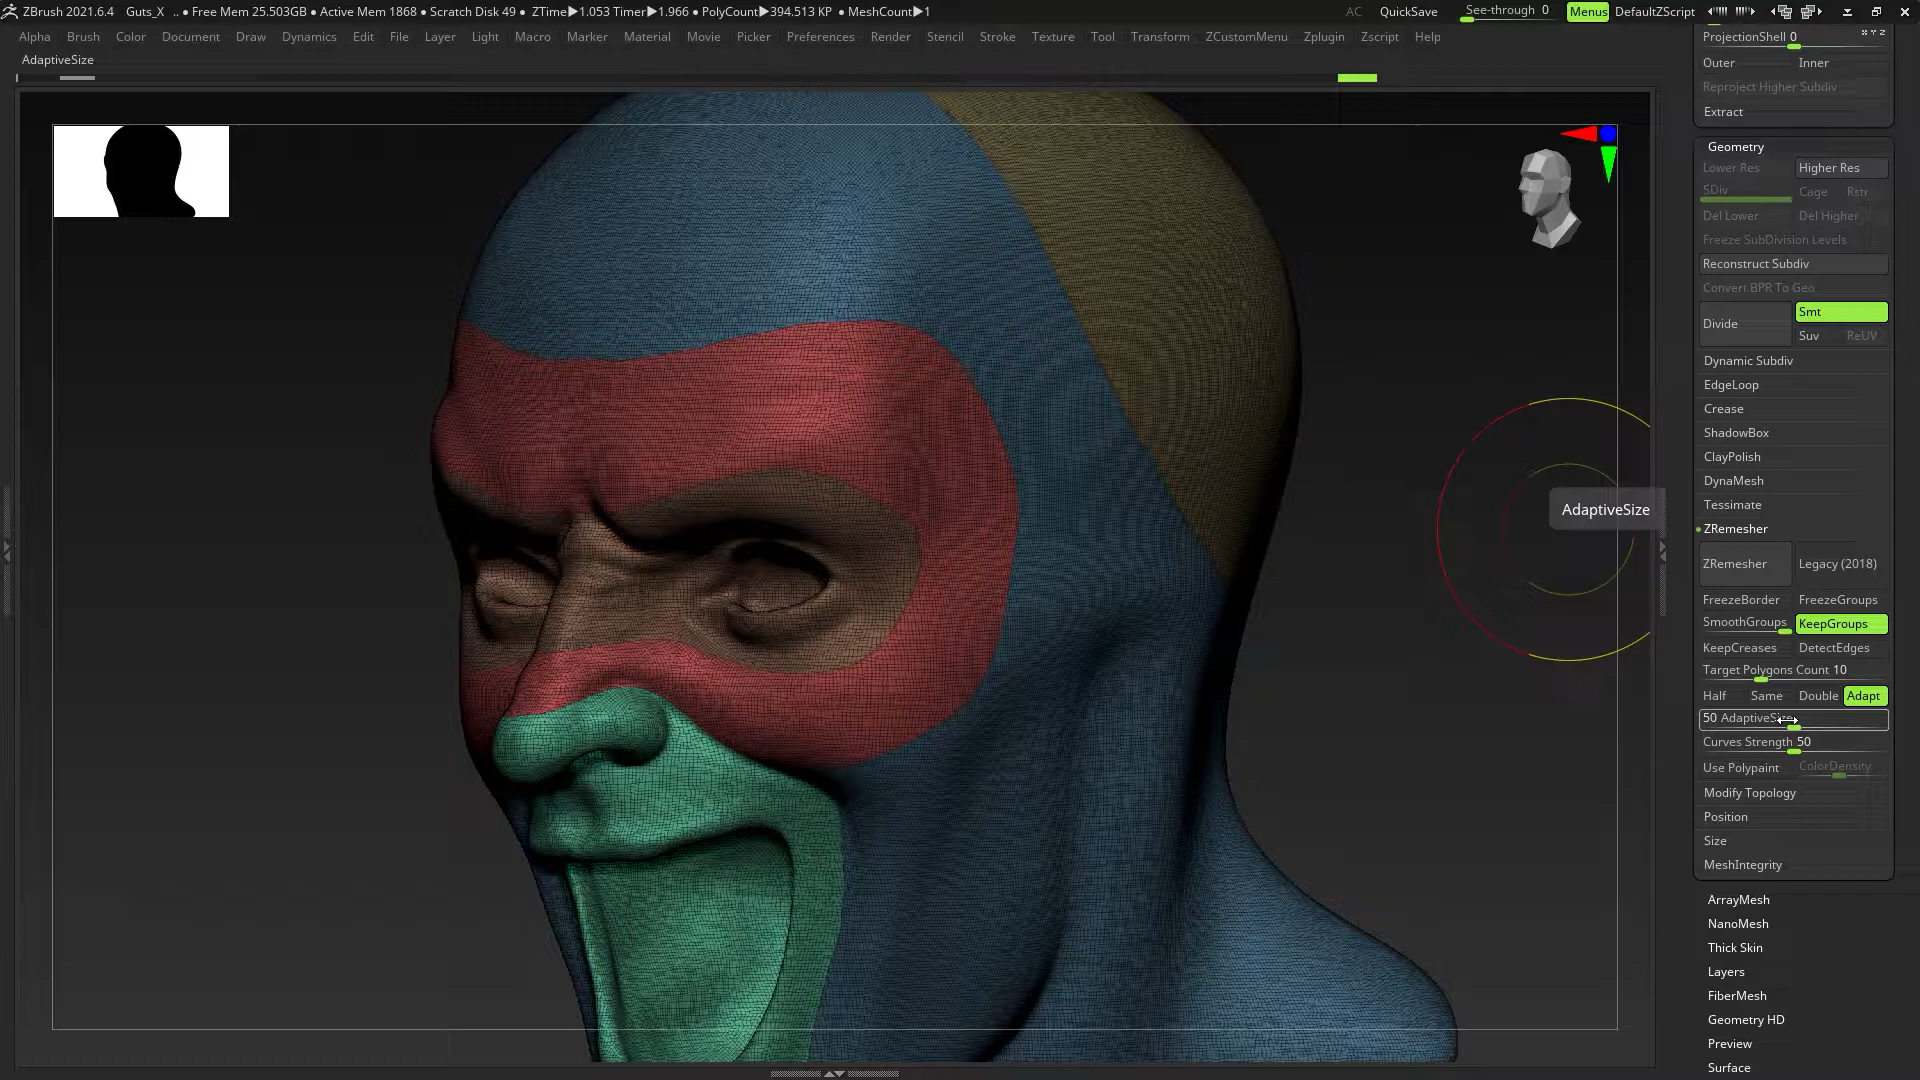 ZBrush 2021.6.4 Guts_X .. ● Free Mem 25.503GB ● Active Mem 1868 ● Scratch Disk 49 ● ZTime▶1.053 Timer▶1.966 ● PolyCount▶394.513 KP ● MeshCount▶1 AC QuickSave See-through 0 Menus DefaultZScript
Alpha Brush Color Document Draw Dynamics Edit File Layer Light Macro Marker Material Movie Picker Preferences Render Stencil Stroke Texture Tool Transform ZCustomMenu Zplugin Zscript Help
AdaptiveSize
ProjectionShell 0
X Y Z
Outer Inner
Reproject Higher Subdiv
Extract
Geometry
Lower Res Higher Res
SDiv Cage Rstr
Del Lower Del Higher
Freeze SubDivision Levels
Reconstruct Subdiv
Convert BPR To Geo
Divide Smt
Suv ReUV
Dynamic Subdiv
EdgeLoop
Crease
ShadowBox
ClayPolish
DynaMesh
Tessimate
AdaptiveSize
ZRemesher
ZRemesher Legacy (2018)
FreezeBorder FreezeGroups
SmoothGroups KeepGroups
KeepCreases DetectEdges
Target Polygons Count 10
Half Same Double Adapt
50 AdaptiveSize
Curves Strength 50
Use Polypaint ColorDensity
Modify Topology
Position
Size
MeshIntegrity
ArrayMesh
NanoMesh
Thick Skin
Layers
FiberMesh
Geometry HD
Preview
Surface